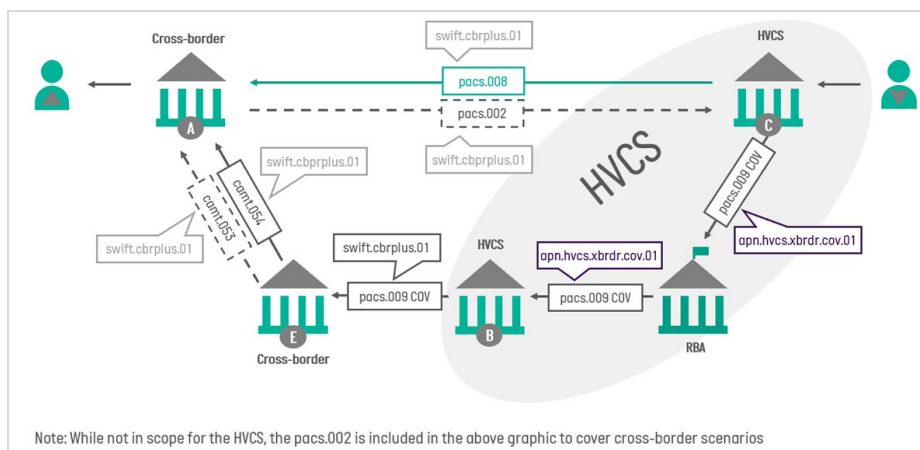 swift.cbrplus.01
Cross-border
HVCS
pacs.008
A
pacs.002
C
swift.cbprplus.01
HVCS
swift.cbprplus.01
camt.054
camt.053
pacs.009 COV
swift.cbrplus.01
apn.hvcs.xbrdr.cov.01
swift.cbrplus.01
HVCS
apn.hvcs.xbrdr.cov.01
pacs.009 COV
pacs.009 COV
E
B
RBA
Cross-border
Note: While not in scope for the HVCS, the pacs.002 is included in the above graphic to cover cross-border scenarios